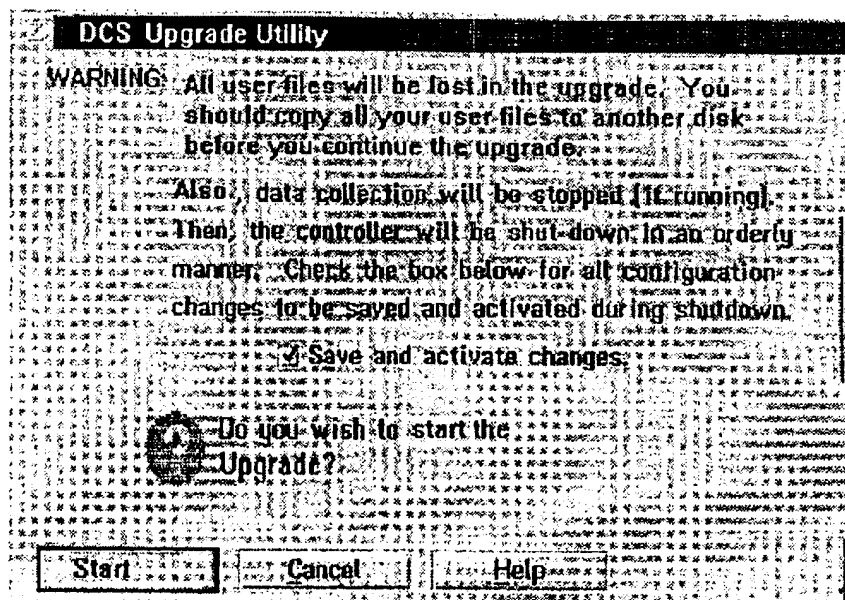 DCS Upgrade Utility
WARNING: All user files will be lost in the upgrade. You
should copy all your user files to another disk
before you continue the upgrade.
Also, data collection will be stopped (if running).
Then, the controller will be shut down in an orderly
manner. Check the box below for all configuration
changes to be saved and activated during shutdown.
Save and activate changes.
Do you wish to start the
Upgrade?
Start Cancel Help